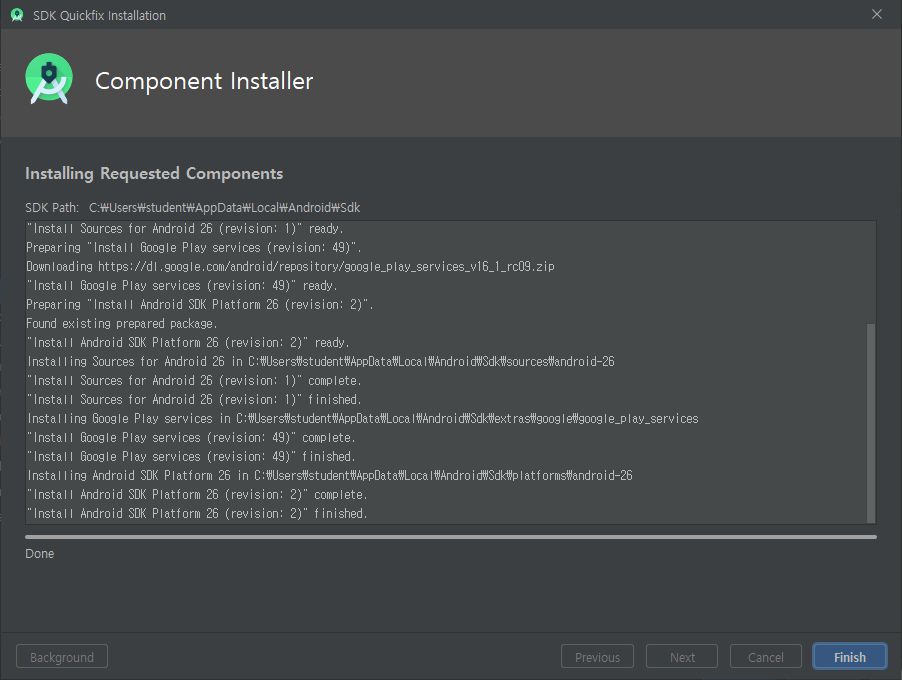 SDK Quickfix Installation
Component Installer
Installing Requested Components
SDK Path: C:₩Users₩student₩AppData₩Local₩Android₩Sdk
"Install Sources for Android 26 (revision: 1)" ready.
Preparing "Install Google Play services (revision: 49)".
Downloading https://dl.google.com/android/repository/google_play_services_v16_1_rc09.zip
"Install Google Play services (revision: 49)" ready.
Preparing "Install Android SDK Platform 26 (revision: 2)".
Found existing prepared package.
"Install Android SDK Platform 26 (revision: 2)" ready.
Installing Sources for Android 26 in C:₩Users₩student₩AppData₩Local₩Android₩Sdk₩sources₩android-26
"Install Sources for Android 26 (revision: 1)" complete.
"Install Sources for Android 26 (revision: 1)" finished.
Installing Google Play services in C:₩Users₩student₩AppData₩Local₩Android₩Sdk₩extras₩google₩google_play_services
"Install Google Play services (revision: 49)" complete.
"Install Google Play services (revision: 49)" finished.
Installing Android SDK Platform 26 in C:₩Users₩student₩AppData₩Local₩Android₩Sdk₩platforms₩android-26
"Install Android SDK Platform 26 (revision: 2)" complete.
"Install Android SDK Platform 26 (revision: 2)" finished.
Done
Background Previous Next Cancel Finish